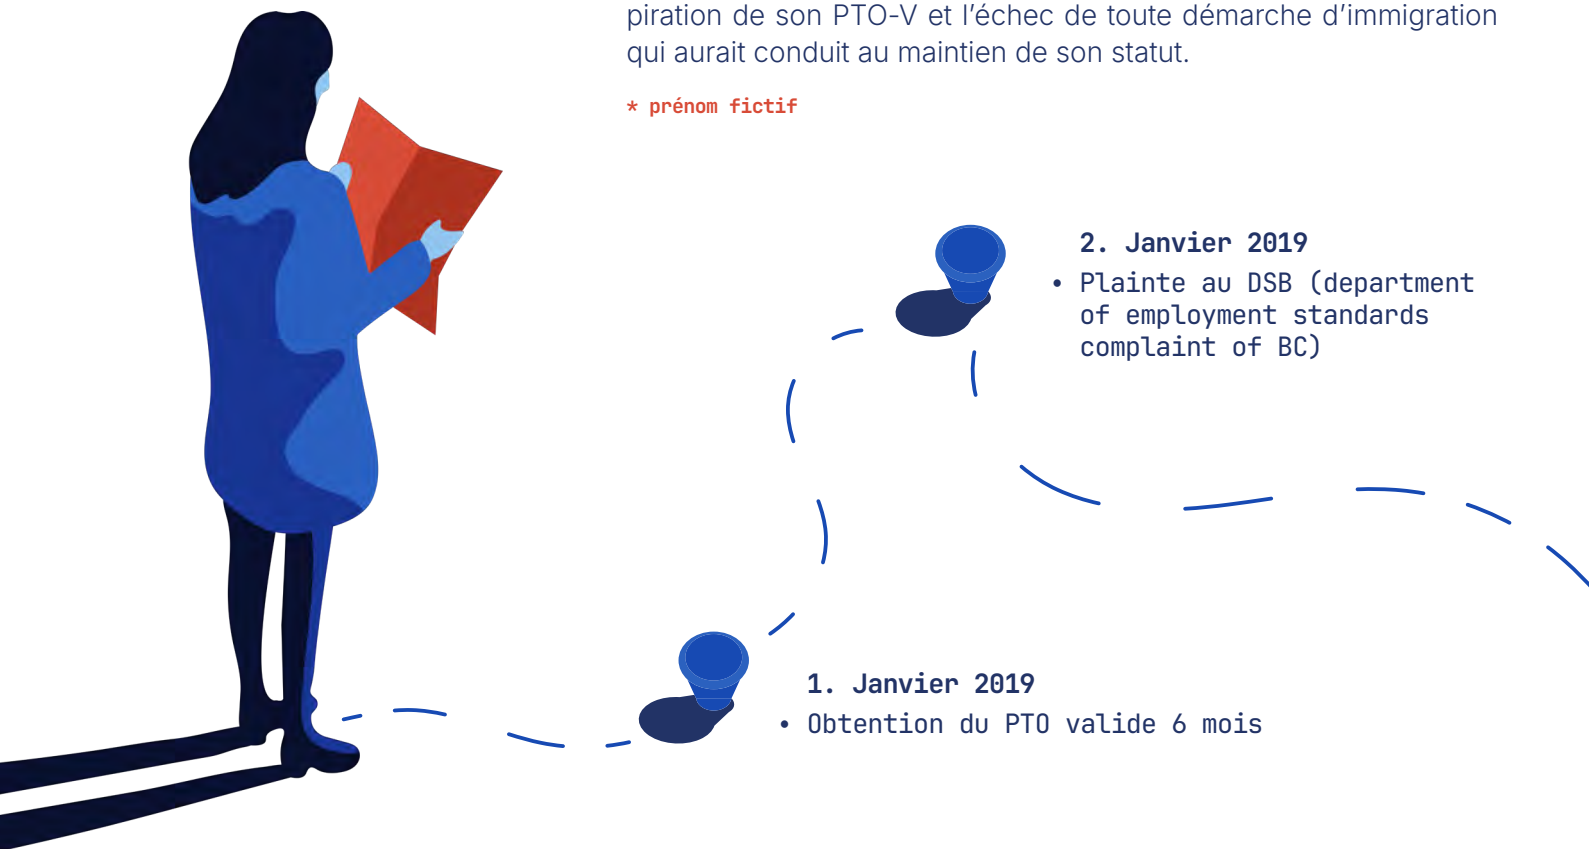 piration de son PTO-V et l’échec de toute démarche d’immigration
qui aurait conduit au maintien de son statut.
* prénom fictif
2. Janvier 2019
• Plainte au DSB (department
of employment standards
complaint of BC)
1. Janvier 2019
• Obtention du PTO valide 6 mois